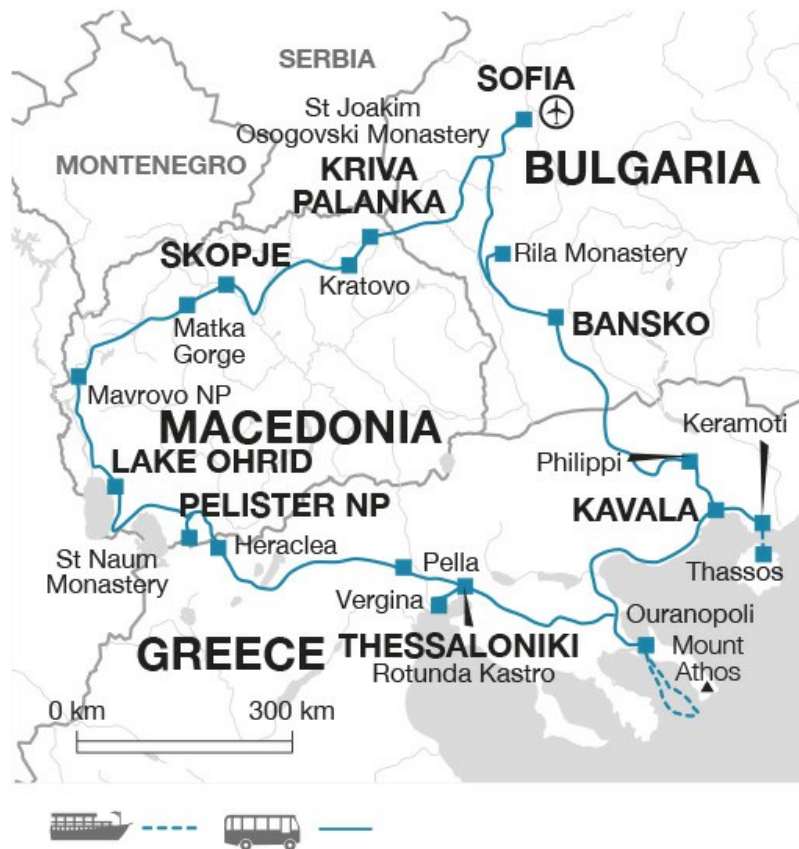 SERBIA
SOFIA
St Joakim
Osogovski Monastery
MONTENEGRO
KRIVA
PALANKA
BULGARIA
SKOPJE
Rila Monastery
Kratovo
Matka
Gorge
BANSKO
Mavrovo NP
MACEDONIA
Keramoti
LAKE OHRID
Philippi
PELISTER NP
KAVALA
St Naum
Monastery
Heraclea
Pella
Thassos
Vergina
Ouranopoli
GREECE
THESSALONIKI
Rotunda Kastro
Mount
Athos
0 km
300 km